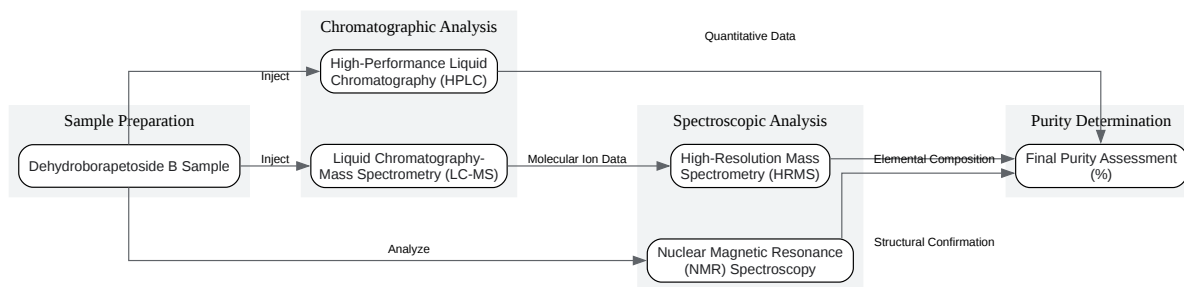 Chromatographic Analysis
Quantitative Data
High-Performance Liquid
Chromatography (HPLC)
Inject
Sample Preparation
Spectroscopic Analysis
Purity Determination
Dehydroborapetoside B Sample
Inject
Liquid Chromatography-
Mass Spectrometry (LC-MS)
Molecular Ion Data
High-Resolution Mass
Spectrometry (HRMS)
Elemental Composition
Final Purity Assessment
(%)
Analyze
Nuclear Magnetic Resonance
(NMR) Spectroscopy
Structural Confirmation